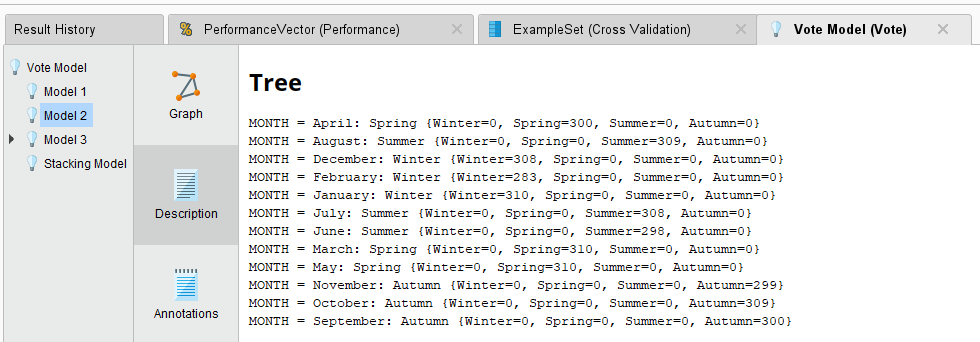 Result History
PerformanceVector (Performance)
ExampleSet (Cross Validation)
Vote Model (Vote)
Vote Model
Model 1
Model 2
Model 3
Stacking Model
Graph
Description
Annotations
Tree
MONTH = April: Spring {Winter=0, Spring=300, Summer=0, Autumn=0}
MONTH = August: Summer {Winter=0, Spring=0, Summer=309, Autumn=0}
MONTH = December: Winter {Winter=308, Spring=0, Summer=0, Autumn=0}
MONTH = February: Winter {Winter=283, Spring=0, Summer=0, Autumn=0}
MONTH = January: Winter {Winter=310, Spring=0, Summer=0, Autumn=0}
MONTH = July: Summer {Winter=0, Spring=0, Summer=308, Autumn=0}
MONTH = June: Summer {Winter=0, Spring=0, Summer=298, Autumn=0}
MONTH = March: Spring {Winter=0, Spring=310, Summer=0, Autumn=0}
MONTH = May: Spring {Winter=0, Spring=310, Summer=0, Autumn=0}
MONTH = November: Autumn {Winter=0, Spring=0, Summer=0, Autumn=299}
MONTH = October: Autumn {Winter=0, Spring=0, Summer=0, Autumn=309}
MONTH = September: Autumn {Winter=0, Spring=0, Summer=0, Autumn=300}